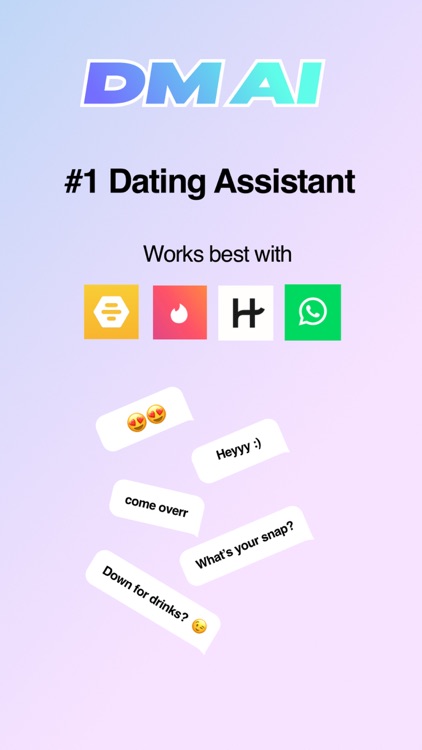 DM AI
#1 Dating Assistant
Works best with
😍😍
Heyyy :)
come overr
What's your snap?
Down for drinks? 😉